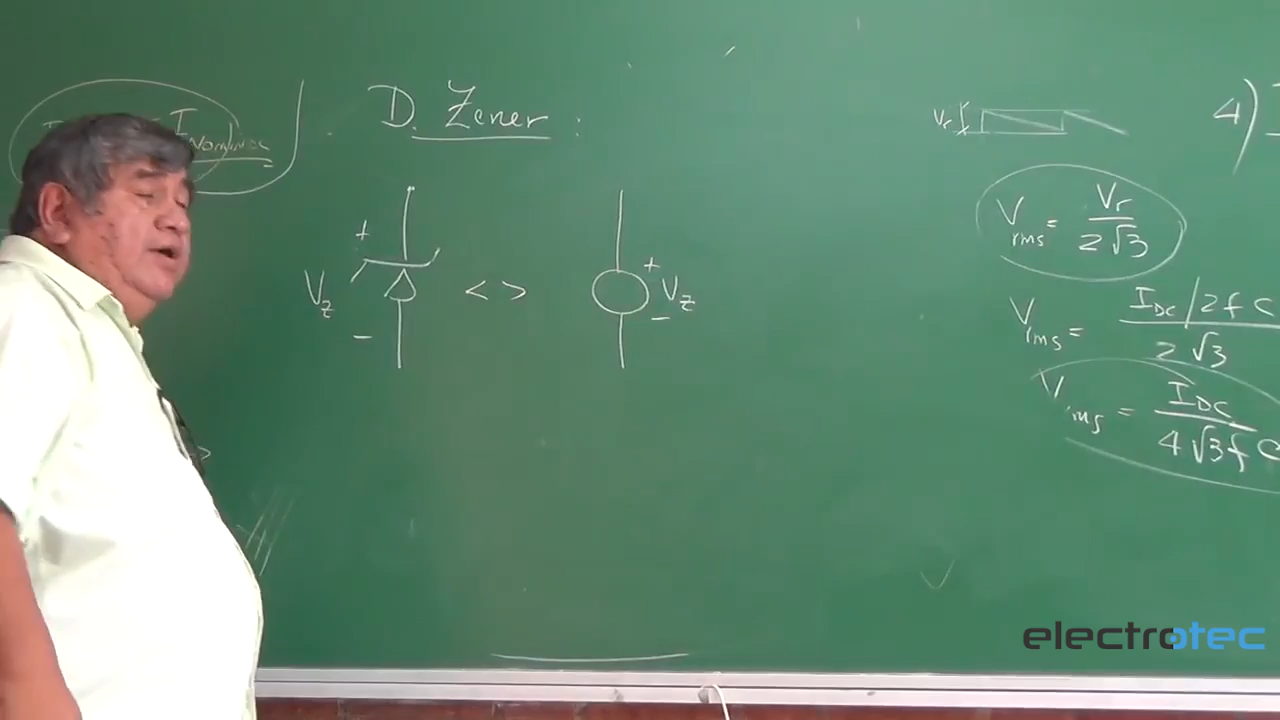 I Nominal
D. Zener :
Vz + −
< >
+ Vz −
Vr
4)
Vrms = Vr / 2√3
Vrms = IDC/2fC / 2√3
Vrms = IDC / 4√3fC
electrotec